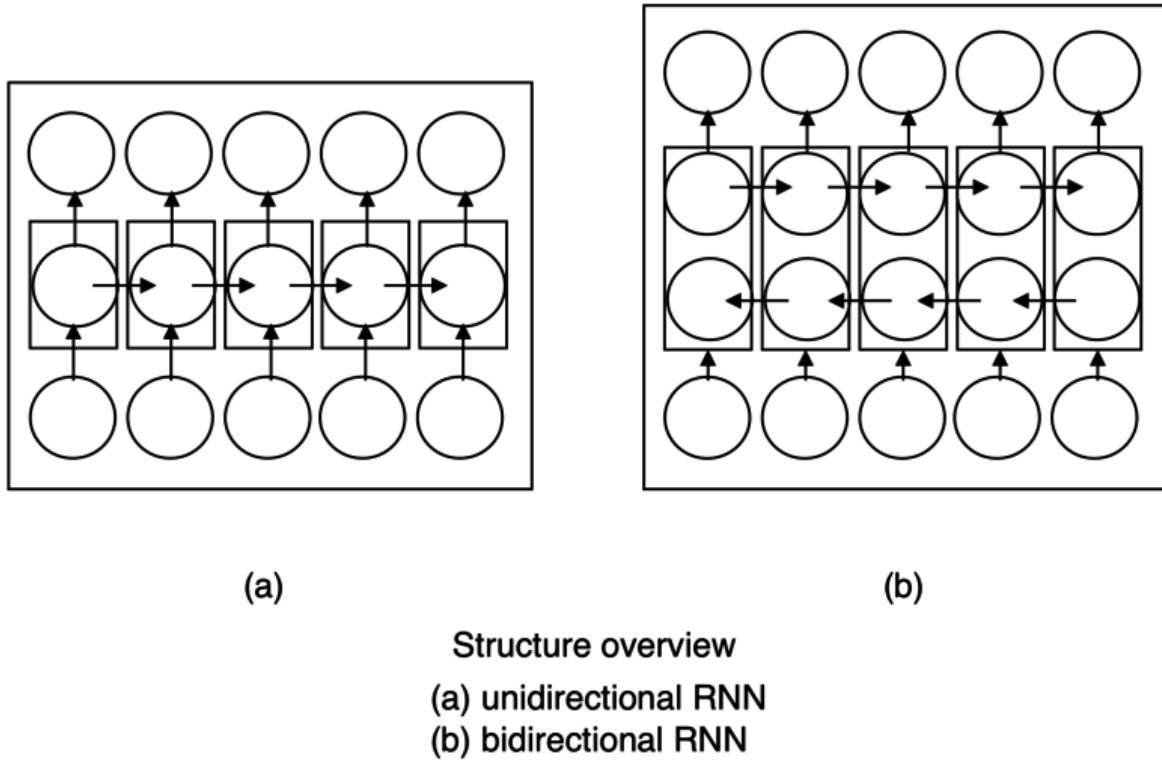 (a)
(b)
Structure overview
(a) unidirectional RNN
(b) bidirectional RNN